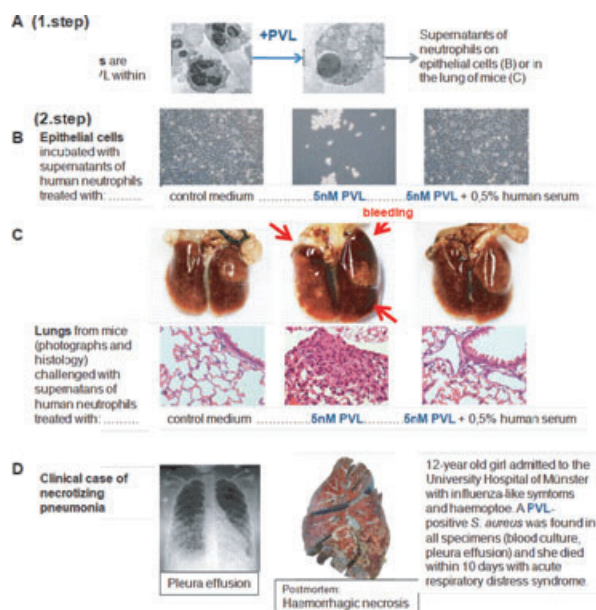 A (1.step)
+PVL
s are
VL within
Supernatants of
neutrophils on
epithelial cells (B) or in
the lung of mice (C)
(2.step)
B Epithelial cells
incubated with
supernatants of
human neutrophils
treated with: .........
control medium ................5nM PVL........ 5nM PVL + 0,5% human serum
bleeding
C
Lungs from mice
(photographs and
histology)
challenged with
supernatans of
human neutrophils
treated with: .........
control medium ................5nM PVL........ 5nM PVL + 0,5% human serum
D Clinical case of
necrotizing
pneumonia
Pleura effusion
Postmortem:
Haemorrhagic necrosis
12-year old girl admitted to the
University Hospital of Münster
with influenza-like symtoms
and haemoptoe. A PVL-
positive S. aureus was found in
all specimens (blood culture,
pleura effusion) and she died
within 10 days with acute
respiratory distress syndrome.